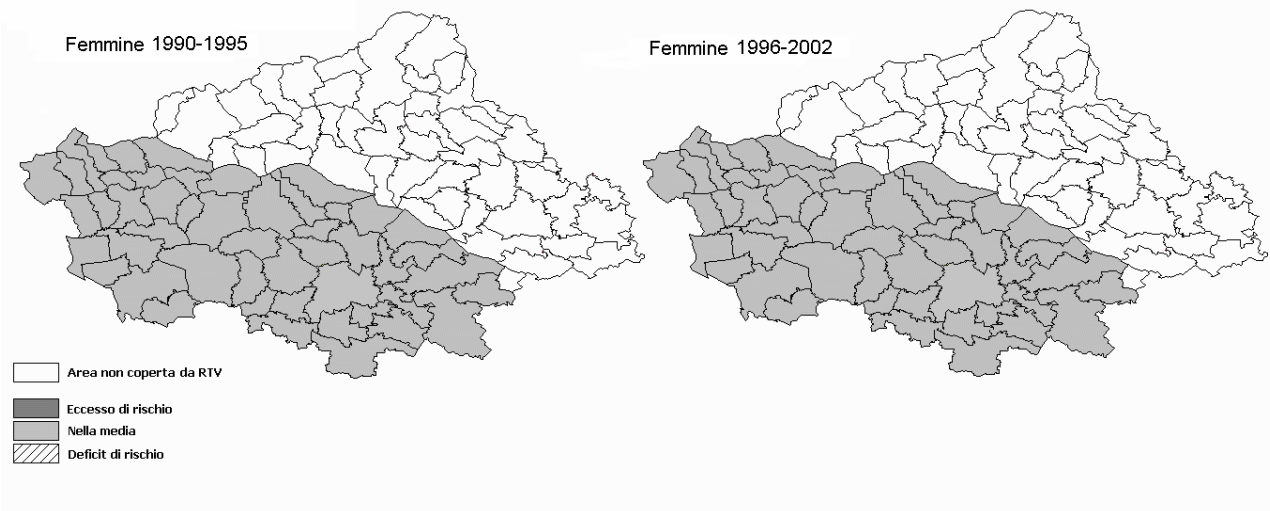 Femmine 1990-1995
Femmine 1996-2002
Area non coperta da RTV
Eccesso di rischio
Nella media
Deficit di rischio